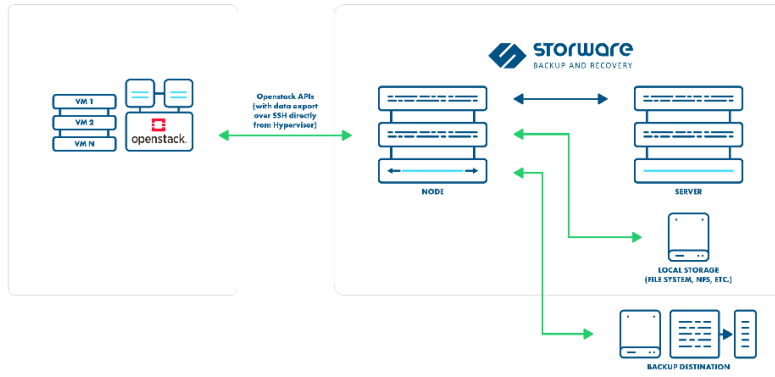 STORWARE
BACKUP AND RECOVERY
VM 1
VM 2
VM N
openstack.
Openstack APIs
(with data export
over SSH directly
from Hypervisor)
NODE
SERVER
LOCAL STORAGE
(FILE SYSTEM, NFS, ETC.)
BACKUP DESTINATION